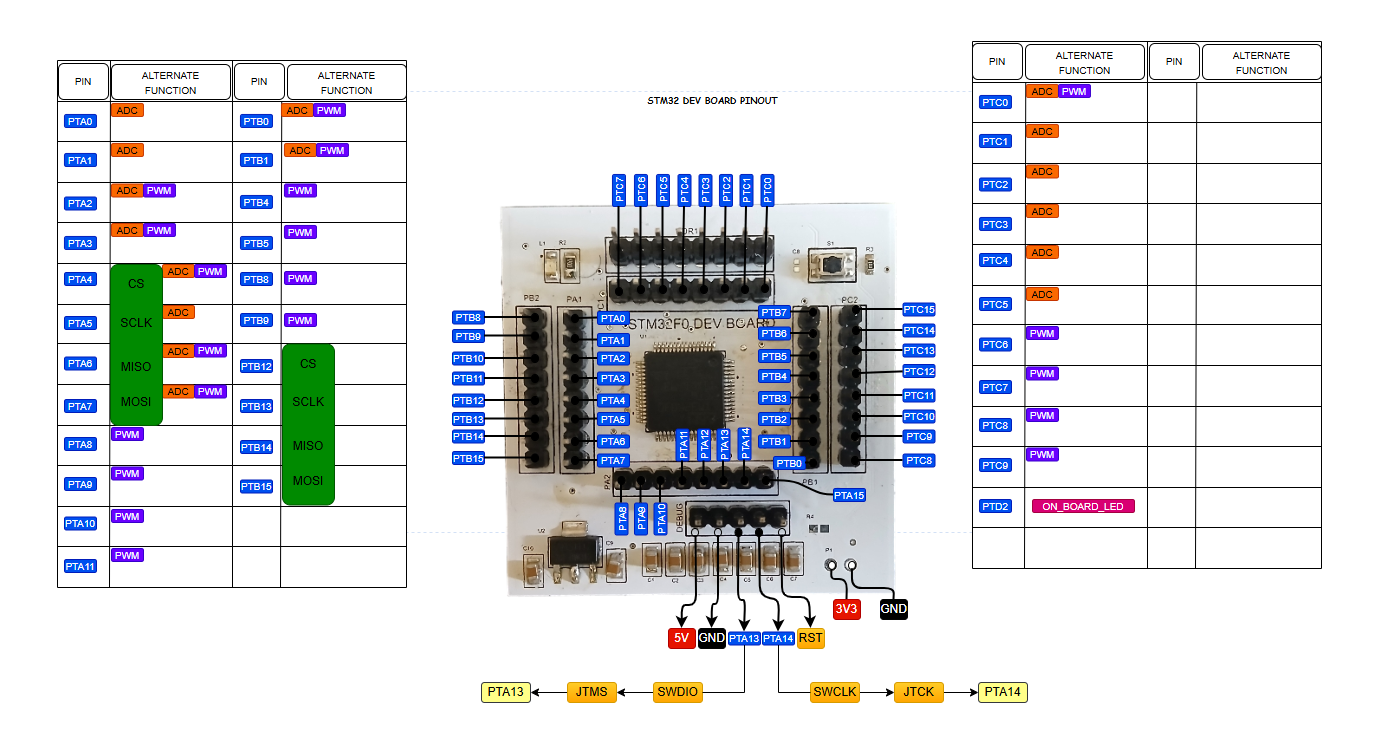 STM32 DEV BOARD PINOUT
PIN ALTERNATE FUNCTION PIN ALTERNATE FUNCTION
PTA0 ADC PTB0 ADC PWM
PTA1 ADC PTB1 ADC PWM
PTA2 ADC PWM PTB4 PWM
PTA3 ADC PWM PTB5 PWM
PTA4 CS ADC PWM PTB8 PWM
PTA5 SCLK ADC PTB9 PWM
PTA6 MISO ADC PWM PTB12 CS
PTA7 MOSI ADC PWM PTB13 SCLK
PTA8 PWM PTB14 MISO
PTA9 PWM PTB15 MOSI
PTA10 PWM
PTA11 PWM
PTC7 PTC6 PTC5 PTC4 PTC3 PTC2 PTC1 PTC0
L1 R2 C8 S1 R3
PB2 PA1 PC2
PTB8 PTA0 STM32F0 DEV BOARD PTB7 PTC15
PTB9 PTA1 U1 PTB6 PTC14
PTB10 PTA2 PTB5 PTC13
PTB11 PTA3 PTB4 PTC12
PTB12 PTA4 PTB3 PTC11
PTB13 PTA5 PTB2 PTC10
PTB14 PTA6 PTB1 PTC9
PTB15 PTA7 PTB0 PTC8
PTA11 PTA12 PTA13 PTA14
PA2 PB1
PTA8 PTA9 PTA10 PTA15
DEBUG R4
U2 C9 C10 P1
C1 C2 C3 C4 C5 C6 C7
3V3 GND
5V GND PTA13 PTA14 RST
PTA13 JTMS SWDIO SWCLK JTCK PTA14
PIN ALTERNATE FUNCTION PIN ALTERNATE FUNCTION
PTC0 ADC PWM
PTC1 ADC
PTC2 ADC
PTC3 ADC
PTC4 ADC
PTC5 ADC
PTC6 PWM
PTC7 PWM
PTC8 PWM
PTC9 PWM
PTD2 ON_BOARD_LED